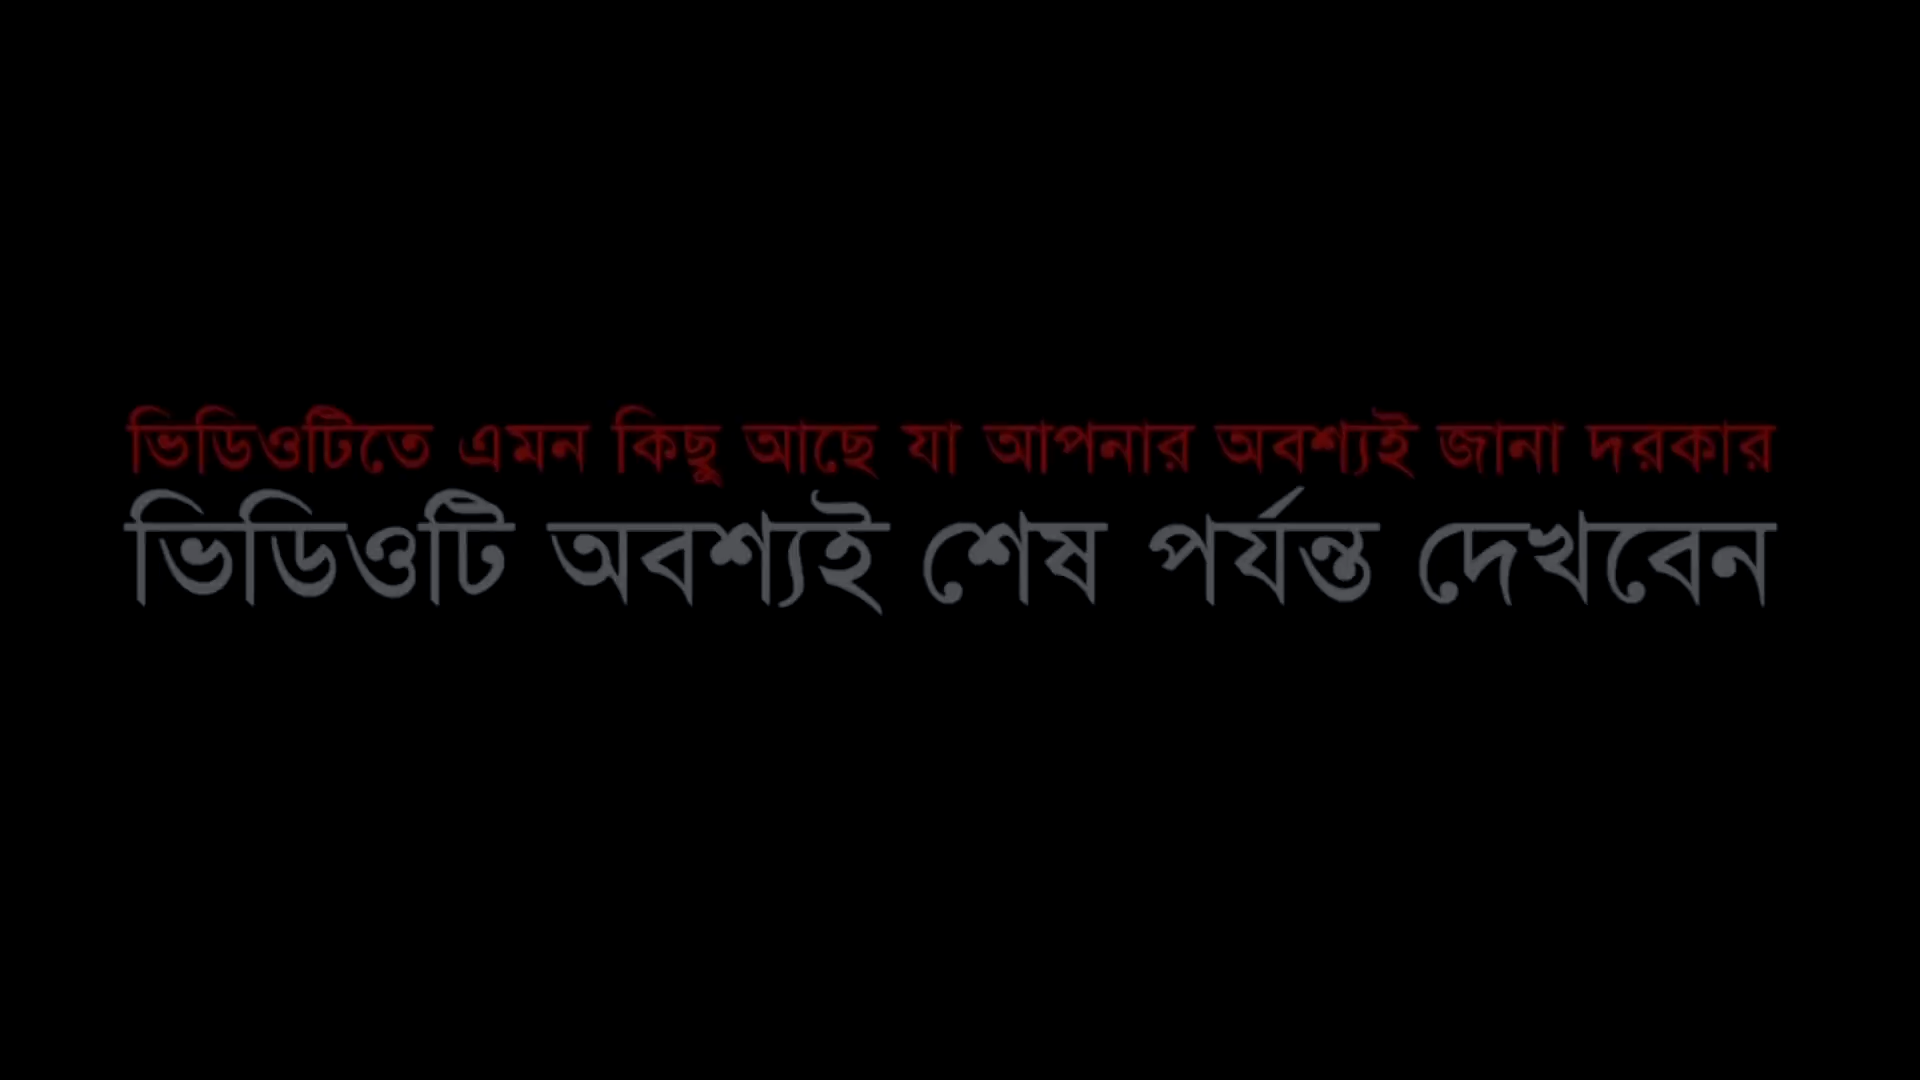 ভিডিওটিতে এমন কিছু আছে যা আপনার অবশ্যই জানা দরকার
ভিডিওটি অবশ্যই শেষ পর্যন্ত দেখবেন